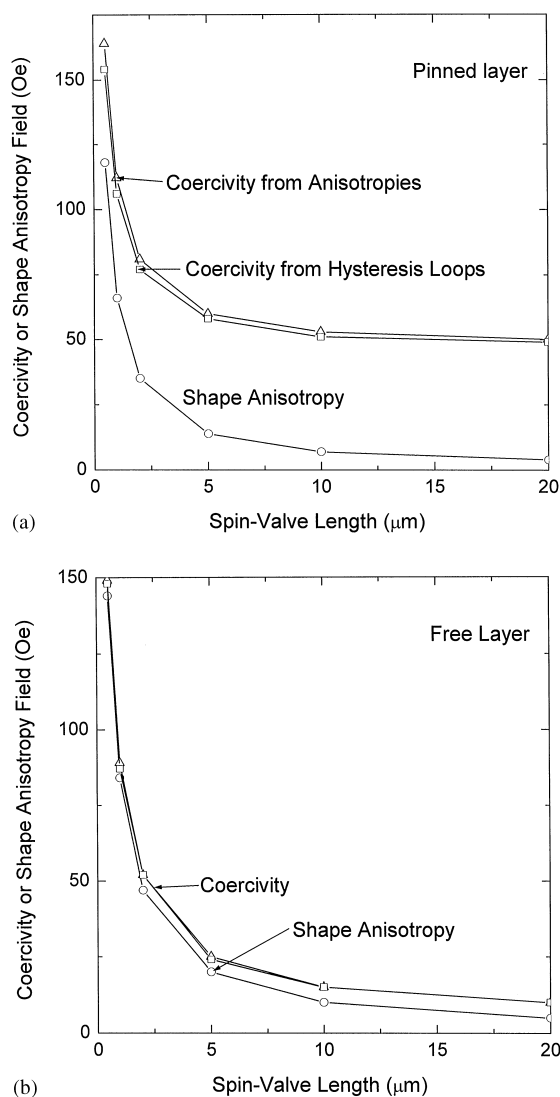 Coercivity or Shape Anisotropy Field (Oe)
150
100
50
0
Pinned layer
Coercivity from Anisotropies
Coercivity from Hysteresis Loops
Shape Anisotropy
0
5
10
15
20
(a)
Spin-Valve Length (μm)
Coercivity or Shape Anisotropy Field (Oe)
150
100
50
0
Free Layer
Coercivity
Shape Anisotropy
0
5
10
15
20
(b)
Spin-Valve Length (μm)